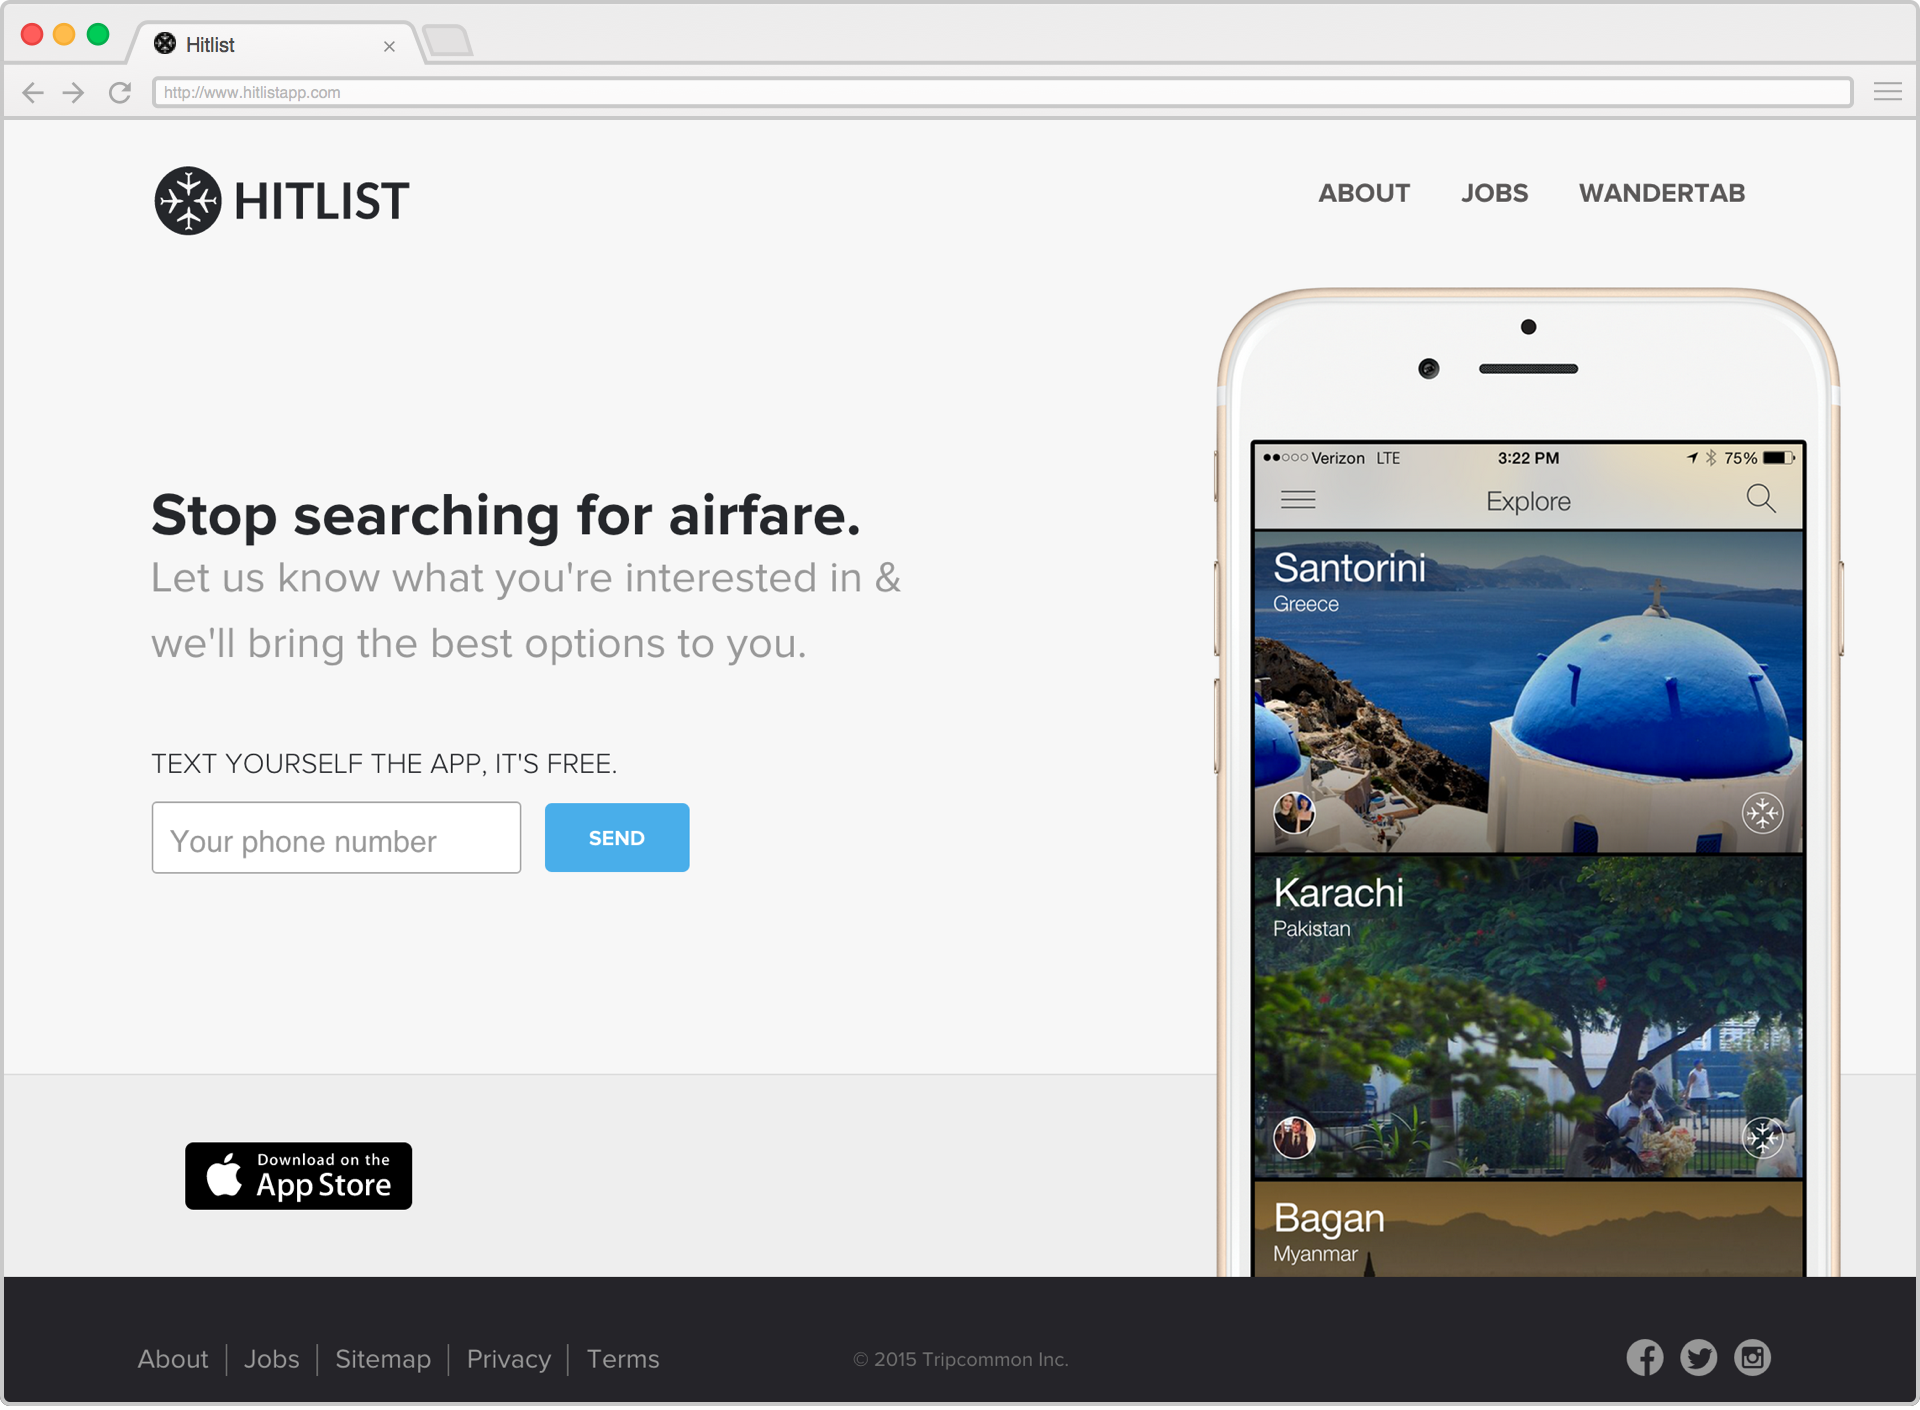 Hitlist
http://www.hitlistapp.com
HITLIST
ABOUT JOBS WANDERTAB
Stop searching for airfare.
Let us know what you're interested in &
we'll bring the best options to you.
TEXT YOURSELF THE APP, IT'S FREE.
Your phone number
SEND
Download on the
App Store
Verizon LTE 3:22 PM 75%
Explore
Santorini
Greece
Karachi
Pakistan
Bagan
Myanmar
About Jobs Sitemap Privacy Terms
© 2015 Tripcommon Inc.